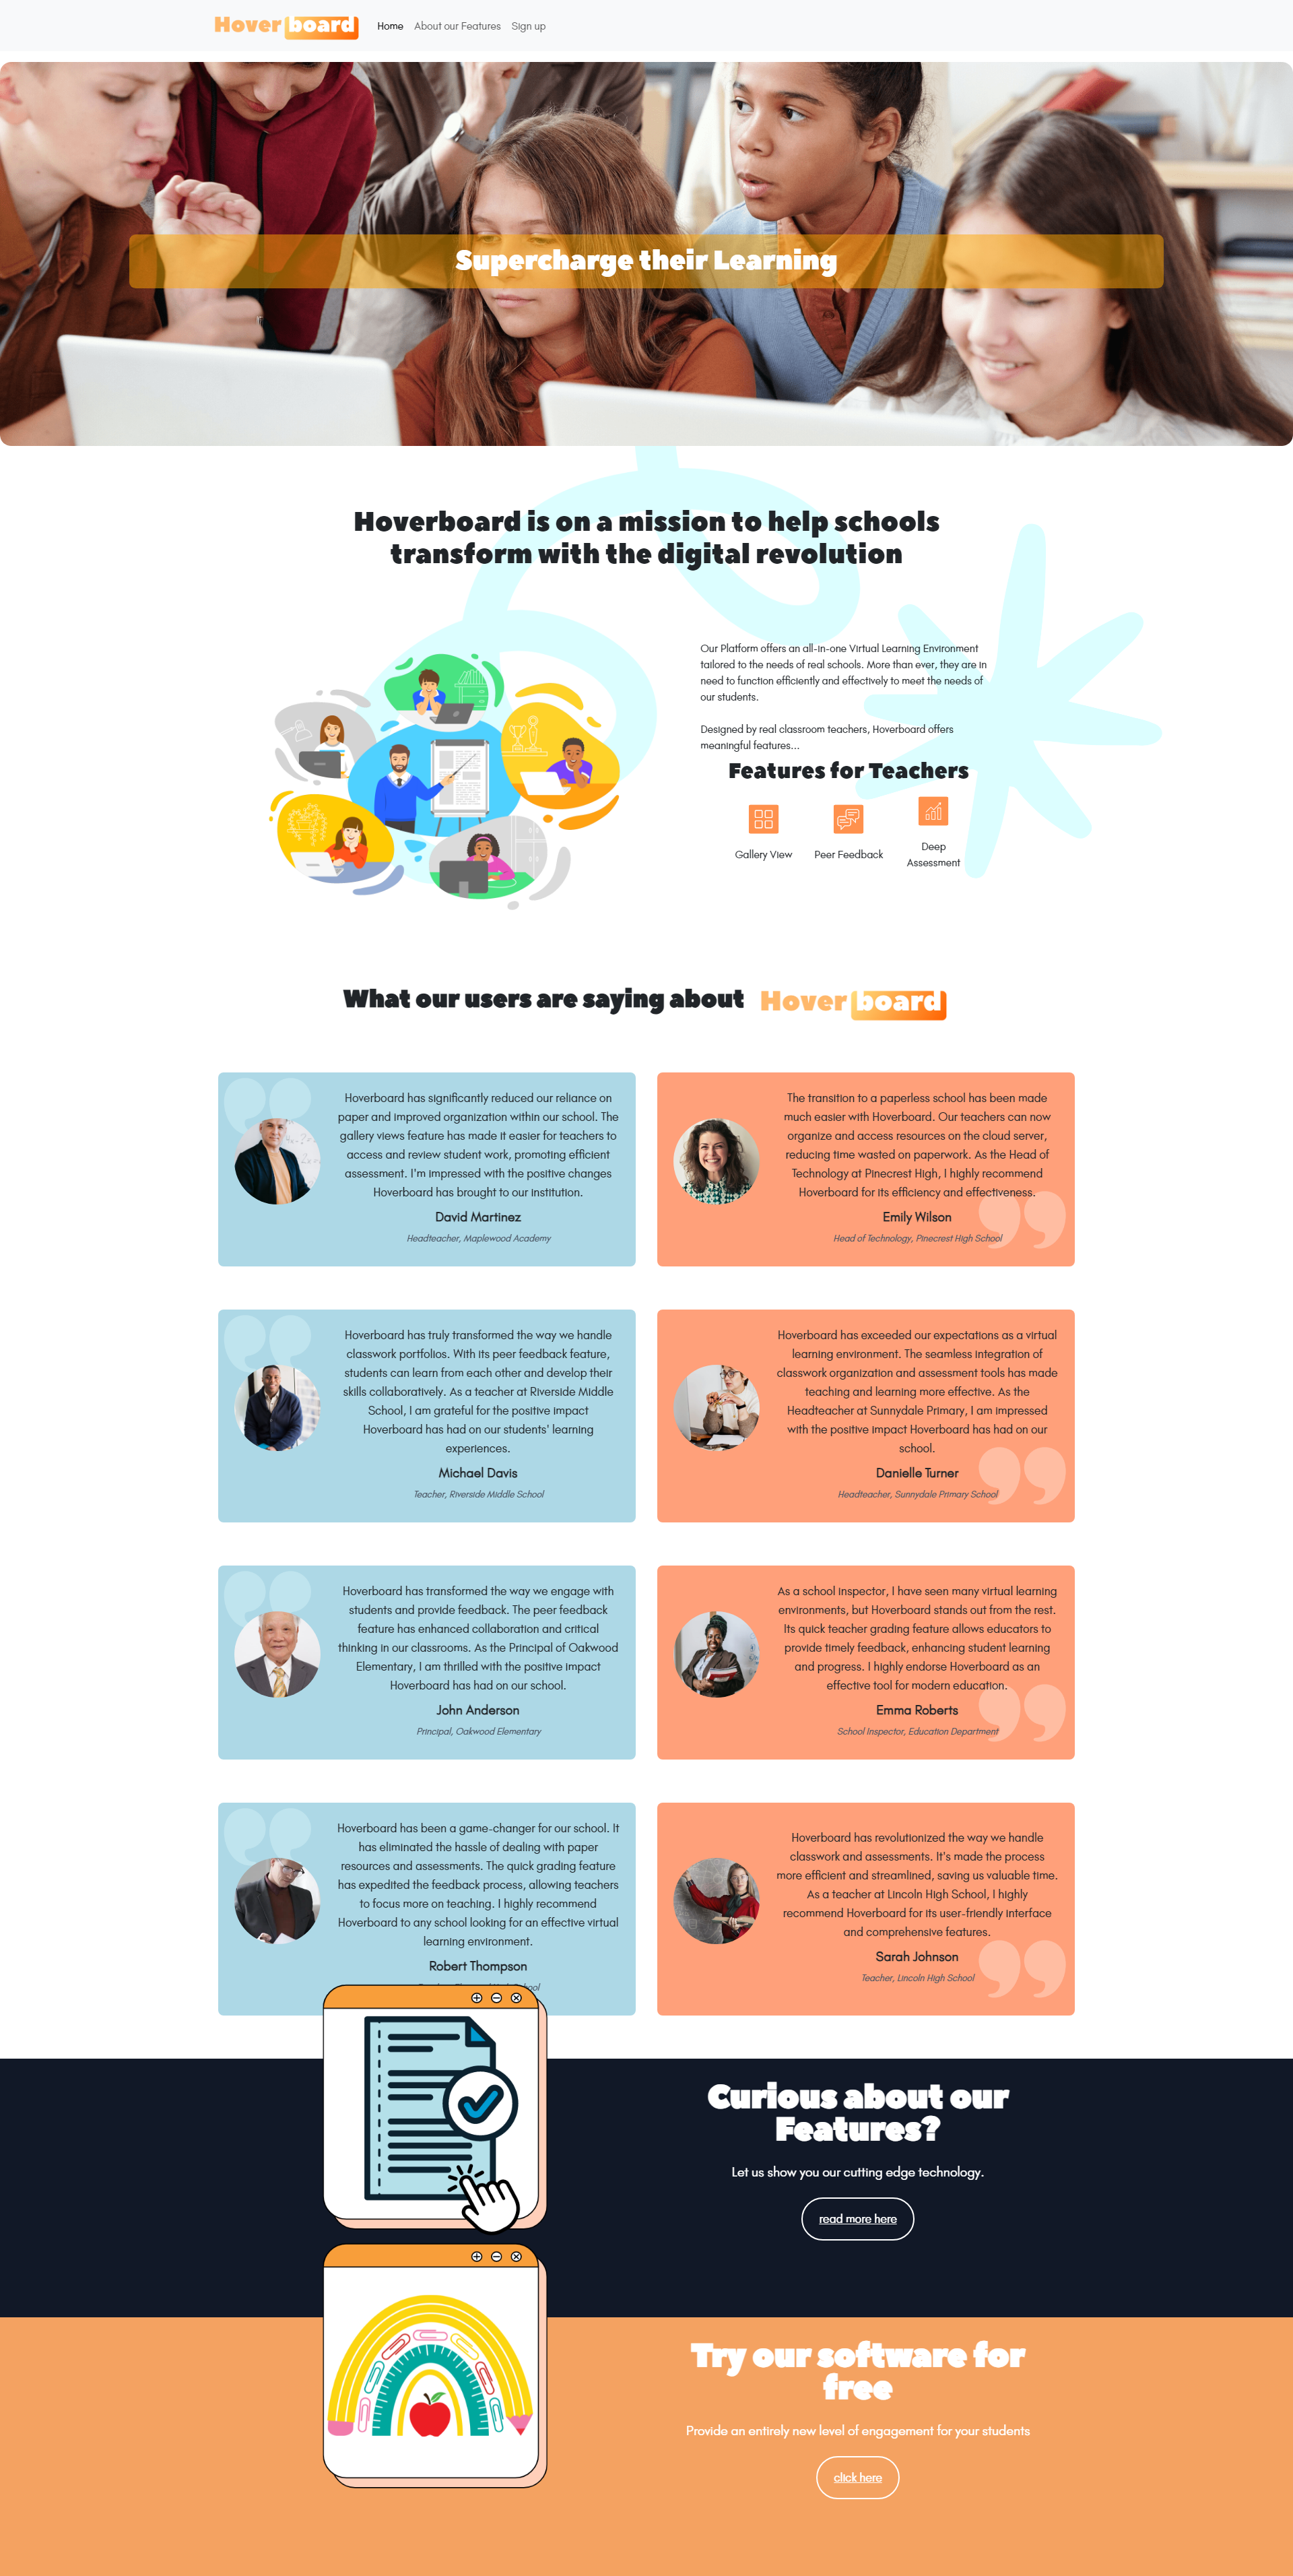 Hoverboard Home About our Features Sign up
Supercharge their Learning
Hoverboard is on a mission to help schools
transform with the digital revolution
Our Platform offers an all-in-one Virtual Learning Environment
tailored to the needs of real schools. More than ever, they are in
need to function efficiently and effectively to meet the needs of
our students.
Designed by real classroom teachers, Hoverboard offers
meaningful features...
Features for Teachers
Gallery View
Peer Feedback
Deep
Assessment
What our users are saying about Hoverboard
Hoverboard has significantly reduced our reliance on
paper and improved organization within our school. The
gallery views feature has made it easier for teachers to
access and review student work, promoting efficient
assessment. I'm impressed with the positive changes
Hoverboard has brought to our institution.
David Martinez
Headteacher, Maplewood Academy
The transition to a paperless school has been made
much easier with Hoverboard. Our teachers can now
organize and access resources on the cloud server,
reducing time wasted on paperwork. As the Head of
Technology at Pinecrest High, I highly recommend
Hoverboard for its efficiency and effectiveness.
Emily Wilson
Head of Technology, Pinecrest High School
Hoverboard has truly transformed the way we handle
classwork portfolios. With its peer feedback feature,
students can learn from each other and develop their
skills collaboratively. As a teacher at Riverside Middle
School, I am grateful for the positive impact
Hoverboard has had on our students' learning
experiences.
Michael Davis
Teacher, Riverside Middle School
Hoverboard has exceeded our expectations as a virtual
learning environment. The seamless integration of
classwork organization and assessment tools has made
teaching and learning more effective. As the
Headteacher at Sunnydale Primary, I am impressed
with the positive impact Hoverboard has had on our
school.
Danielle Turner
Headteacher, Sunnydale Primary School
Hoverboard has transformed the way we engage with
students and provide feedback. The peer feedback
feature has enhanced collaboration and critical
thinking in our classrooms. As the Principal of Oakwood
Elementary, I am thrilled with the positive impact
Hoverboard has had on our school.
John Anderson
Principal, Oakwood Elementary
As a school inspector, I have seen many virtual learning
environments, but Hoverboard stands out from the rest.
Its quick teacher grading feature allows educators to
provide timely feedback, enhancing student learning
and progress. I highly endorse Hoverboard as an
effective tool for modern education.
Emma Roberts
School Inspector, Education Department
Hoverboard has been a game-changer for our school. It
has eliminated the hassle of dealing with paper
resources and assessments. The quick grading feature
has expedited the feedback process, allowing teachers
to focus more on teaching. I highly recommend
Hoverboard to any school looking for an effective virtual
learning environment.
Robert Thompson
Hoverboard has revolutionized the way we handle
classwork and assessments. It's made the process
more efficient and streamlined, saving us valuable time.
As a teacher at Lincoln High School, I highly
recommend Hoverboard for its user-friendly interface
and comprehensive features.
Sarah Johnson
Teacher, Lincoln High School
Curious about our
Features?
Let us show you our cutting edge technology.
read more here
Try our software for
free
Provide an entirely new level of engagement for your students
click here